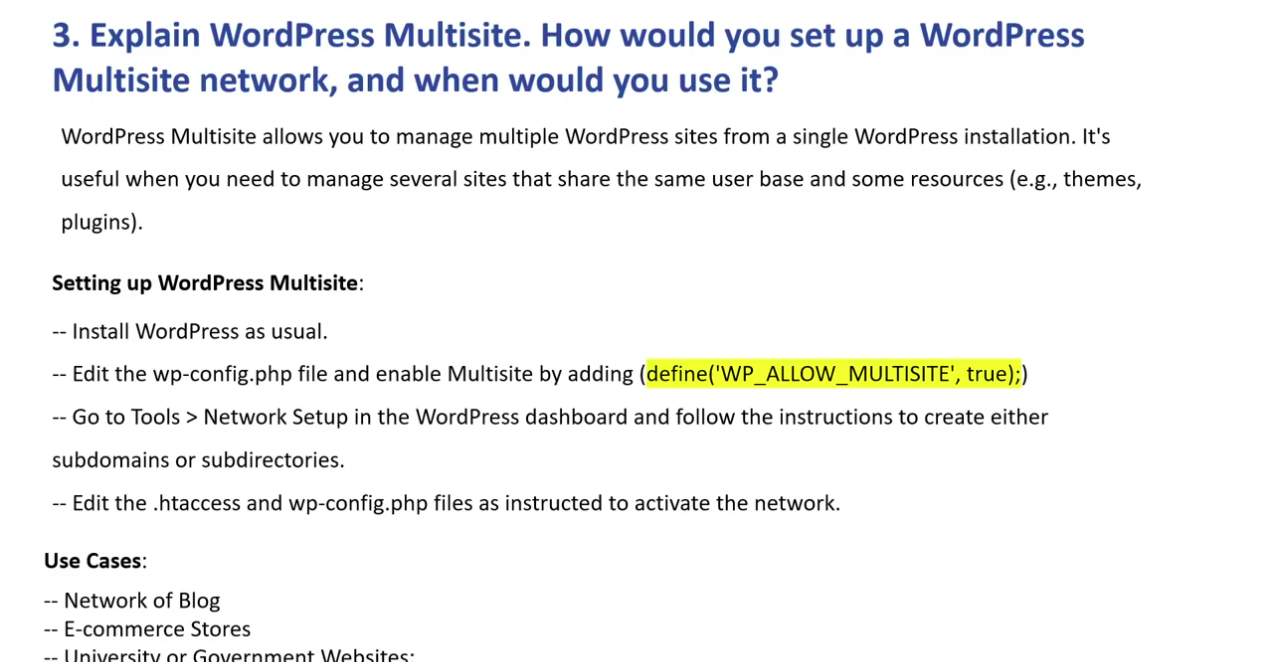 3. Explain WordPress Multisite. How would you set up a WordPress
Multisite network, and when would you use it?
WordPress Multisite allows you to manage multiple WordPress sites from a single WordPress installation. It's
useful when you need to manage several sites that share the same user base and some resources (e.g., themes,
plugins).
Setting up WordPress Multisite:
-- Install WordPress as usual.
-- Edit the wp-config.php file and enable Multisite by adding (define('WP_ALLOW_MULTISITE', true);)
-- Go to Tools > Network Setup in the WordPress dashboard and follow the instructions to create either
subdomains or subdirectories.
-- Edit the .htaccess and wp-config.php files as instructed to activate the network.
Use Cases:
-- Network of Blog
-- E-commerce Stores
-- University or Government Websites: